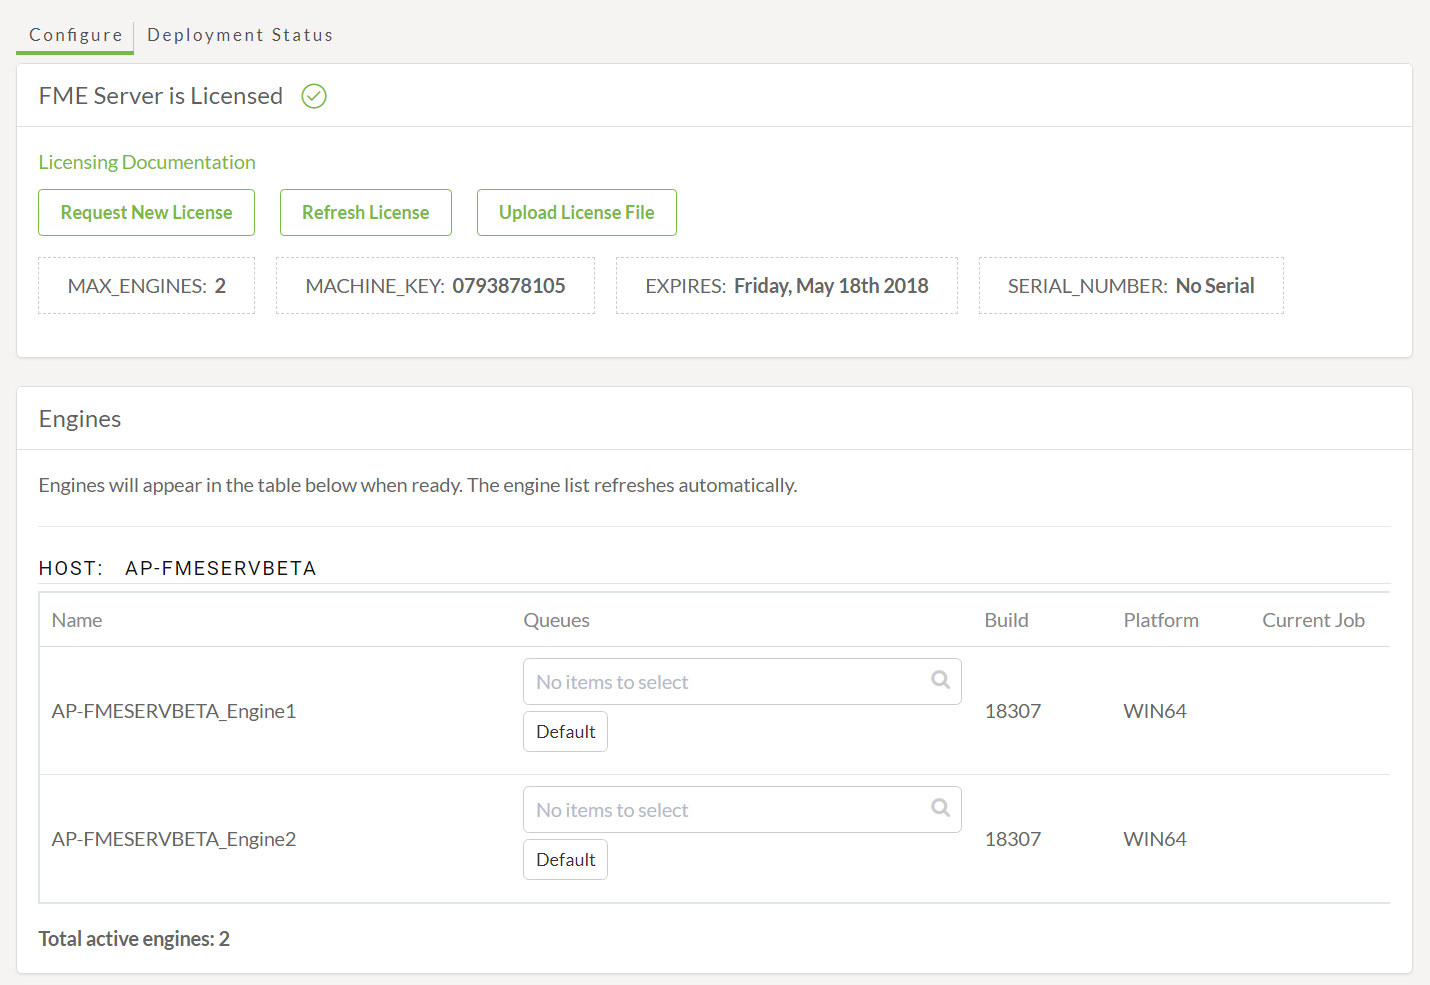 Configure Deployment Status
FME Server is Licensed
Licensing Documentation
Request New License Refresh License Upload License File
MAX_ENGINES: 2 MACHINE_KEY: 0793878105 EXPIRES: Friday, May 18th 2018 SERIAL_NUMBER: No Serial
Engines
Engines will appear in the table below when ready. The engine list refreshes automatically.
HOST: AP-FMESERVBETA
Name Queues Build Platform Current Job
No items to select
AP-FMESERVBETA_Engine1 18307 WIN64
Default
No items to select
AP-FMESERVBETA_Engine2 18307 WIN64
Default
Total active engines: 2